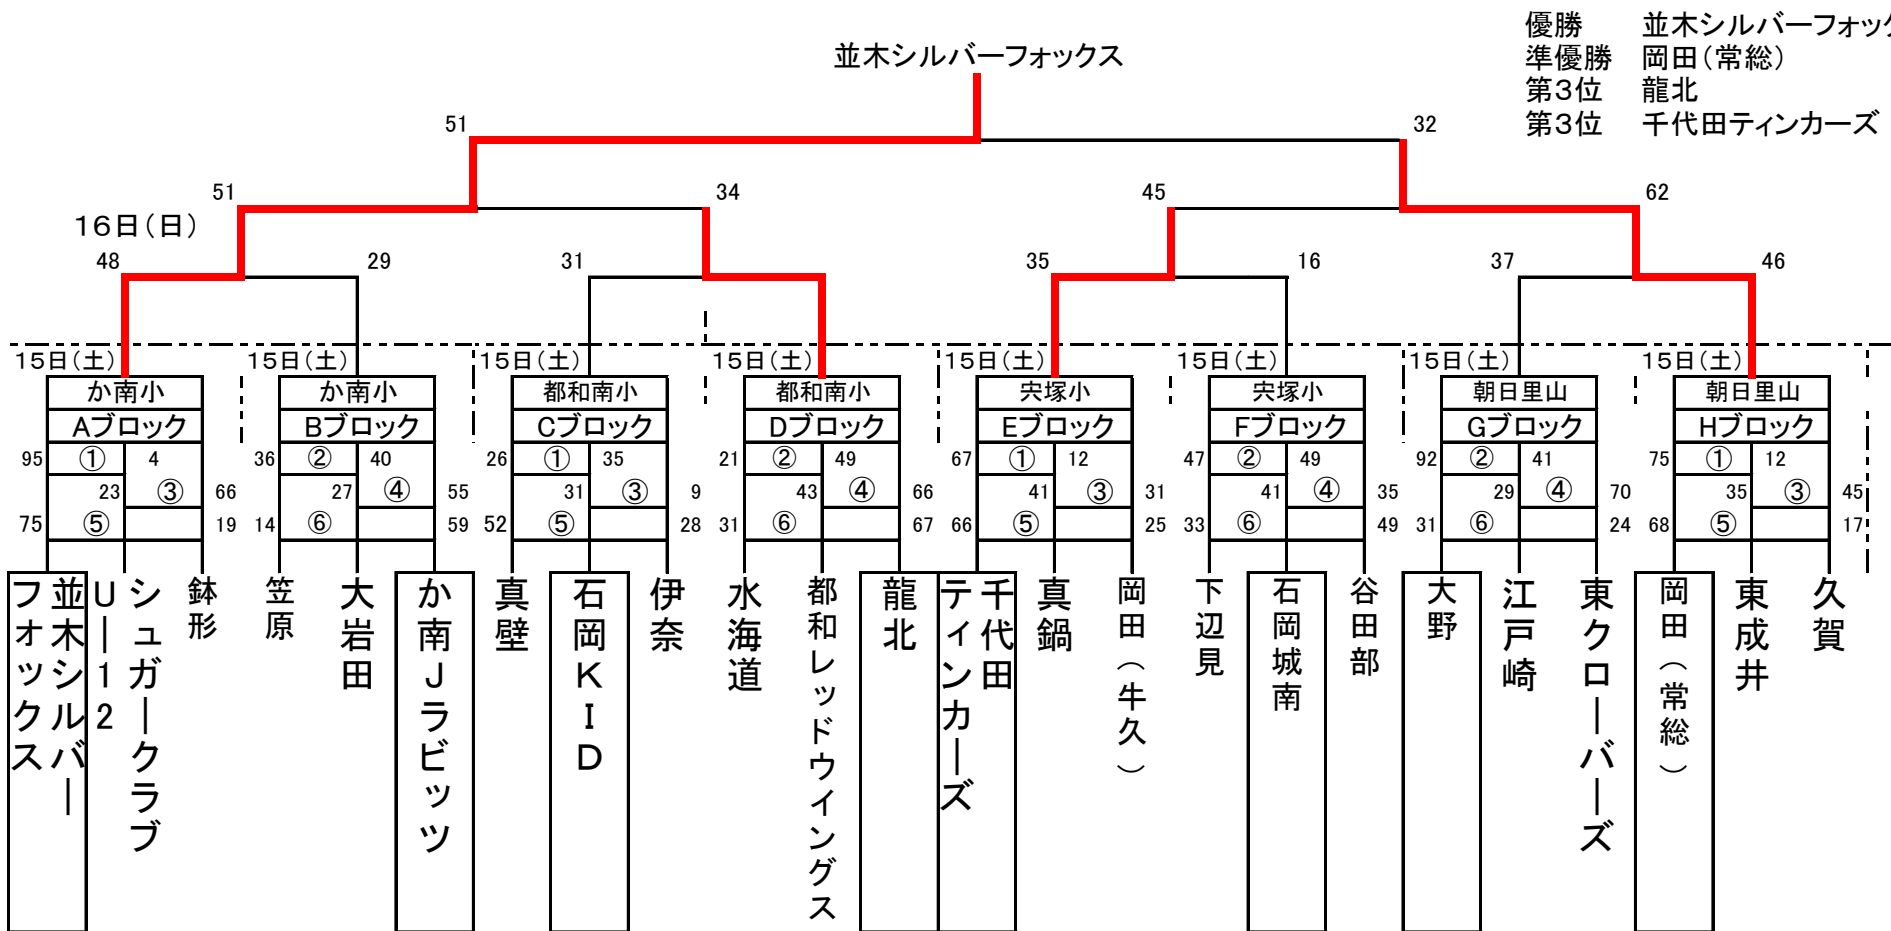 優勝 並木シルバーフォック
準優勝 岡田(常総)
第3位 龍北
第3位 千代田ティンカーズ
並木シルバーフォックス
51 32
51 34 45 62
16日(日)
48 29 31 35 16 37 46
15日(土) 15日(土) 15日(土) 15日(土) 15日(土) 15日(土) 15日(土) 15日(土)
か南小 か南小 都和南小 都和南小 宍塚小 宍塚小 朝日里山 朝日里山
Aブロック Bブロック Cブロック Dブロック Eブロック Fブロック Gブロック Hブロック
95 ① 4 36 ② 40 26 ① 35 21 ② 49 67 ① 12 47 ② 49 92 ② 41 75 ① 12
23 ③ 66 27 ④ 55 31 ③ 9 43 ④ 66 41 ③ 31 41 ④ 35 29 ④ 70 35 ③ 45
75 ⑤ 19 14 ⑥ 59 52 ⑤ 28 31 ⑥ 67 66 ⑤ 25 33 ⑥ 49 31 ⑥ 24 68 ⑤ 17
並木シルバー
フォックス
シュガークラブ
U-12
鉢形
笠原
大岩田
か南Jラビッツ
真壁
石岡KID
伊奈
水海道
都和レッドウイングス
龍北
千代田
ティンカーズ
真鍋
岡田(牛久)
下辺見
石岡城南
谷田部
大野
江戸崎
東クローバーズ
岡田(常総)
東成井
久賀